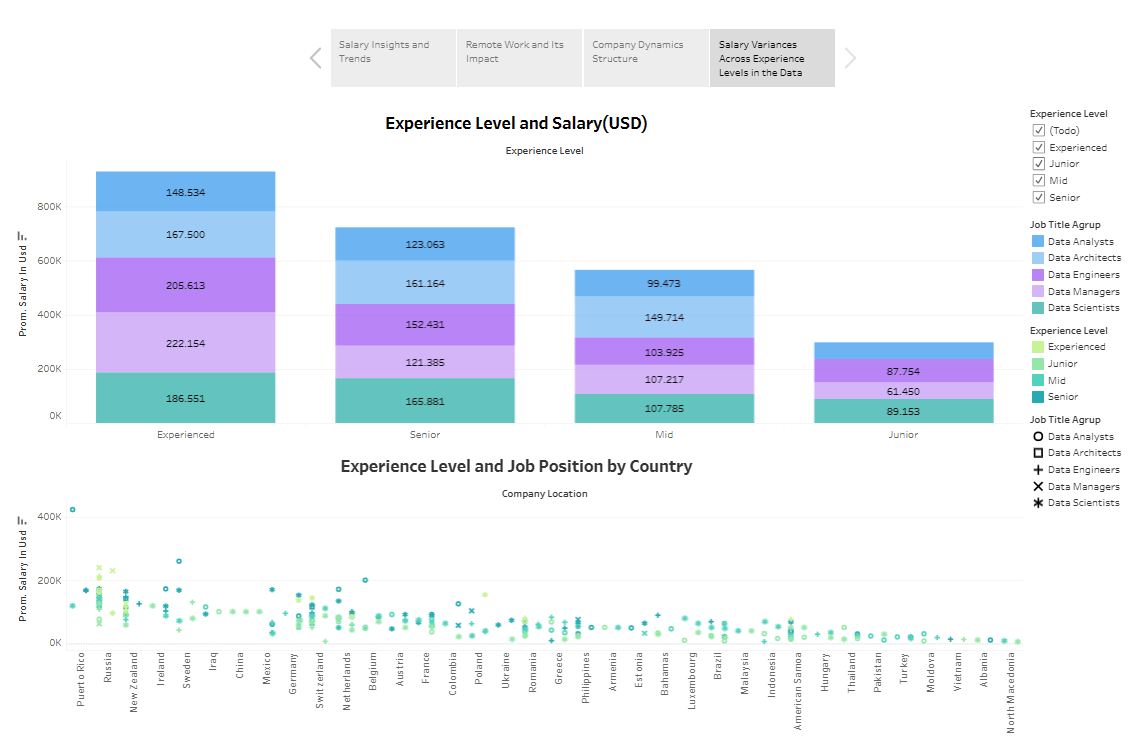 Salary Insights and
Trends
Remote Work and Its
Impact
Company Dynamics
Structure
Salary Variances
Across Experience
Levels in the Data
Experience Level and Salary(USD)
Experience Level
Prom. Salary In Usd
800K
600K
400K
200K
0K
148.534
167.500
205.613
222.154
186.551
123.063
161.164
152.431
121.385
165.881
99.473
149.714
103.925
107.217
107.785
87.754
61.450
89.153
Experienced
Senior
Mid
Junior
Experience Level
(Todo)
Experienced
Junior
Mid
Senior
Job Title Agrup
Data Analysts
Data Architects
Data Engineers
Data Managers
Data Scientists
Experience Level
Experienced
Junior
Mid
Senior
Job Title Agrup
Data Analysts
Data Architects
Data Engineers
Data Managers
Data Scientists
Experience Level and Job Position by Country
Company Location
Prom. Salary In Usd
400K
200K
0K
Puerto Rico
Russia
New Zealand
Ireland
Sweden
Iraq
China
Mexico
Germany
Switzerland
Netherlands
Belgium
Austria
France
Colombia
Poland
Ukraine
Romania
Greece
Philippines
Armenia
Estonia
Bahamas
Luxembourg
Brazil
Malaysia
Indonesia
American Samoa
Hungary
Thailand
Pakistan
Turkey
Moldova
Vietnam
Albania
North Macedonia